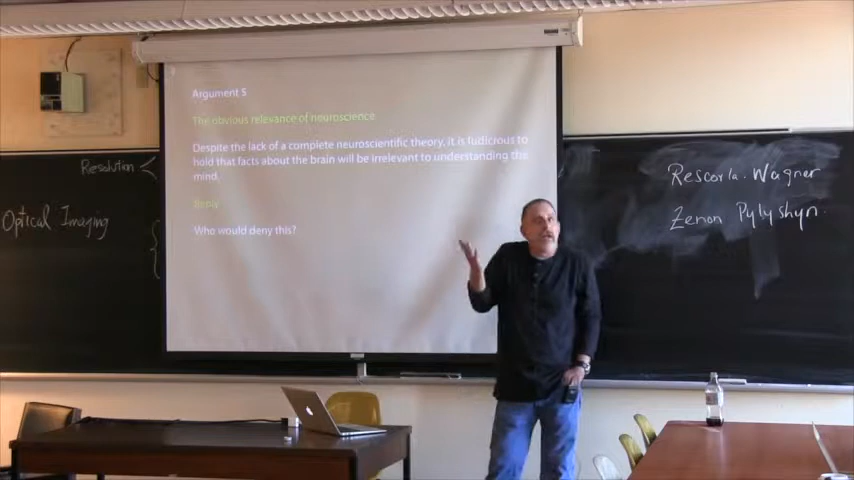 Argument 5
The obvious relevance of neuroscience
Despite the lack of a complete neuroscientific theory, it is ludicrous to
hold that facts about the brain will be irrelevant to understanding the
mind.
Reply
Who would deny this?
Resolution
Optical Imaging
Rescorla. Wagner
Zenon Pylyshyn.